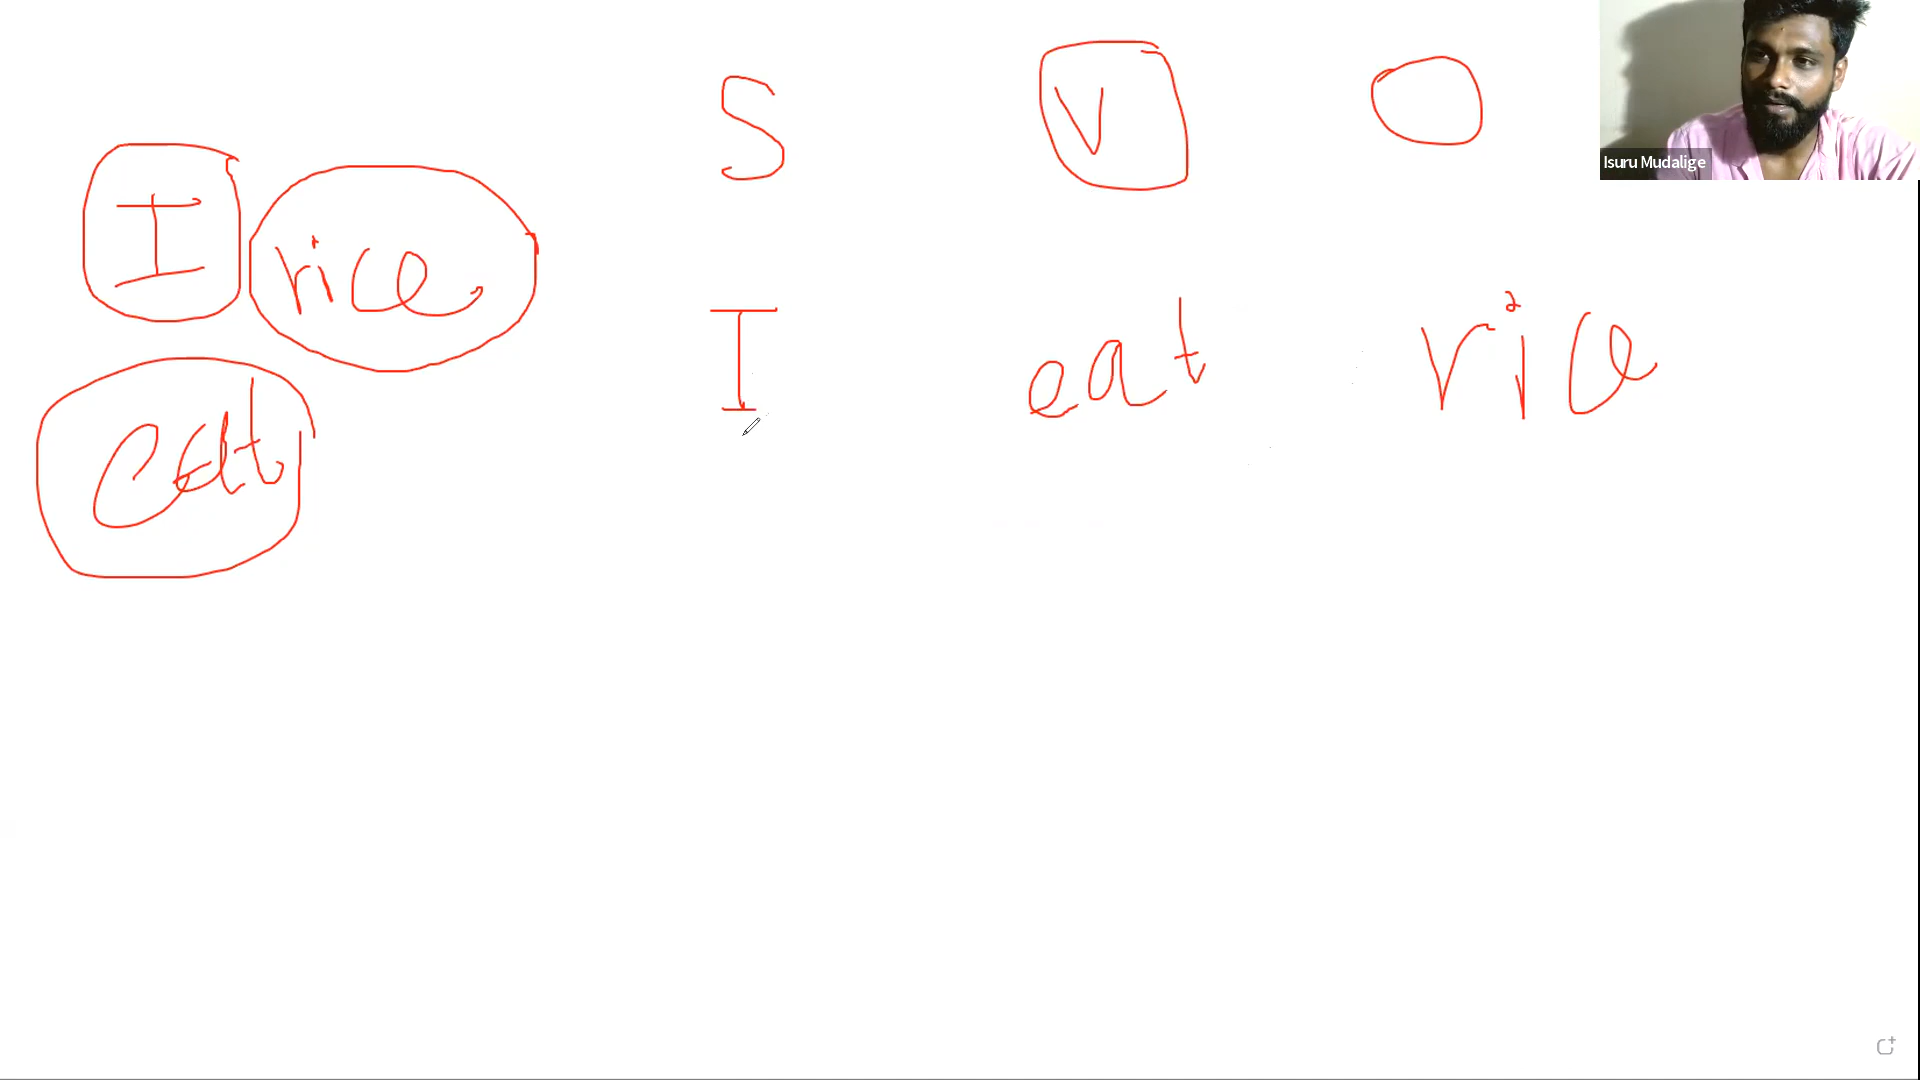 S V O
Isuru Mudalige
I rice
I eat rice
eat